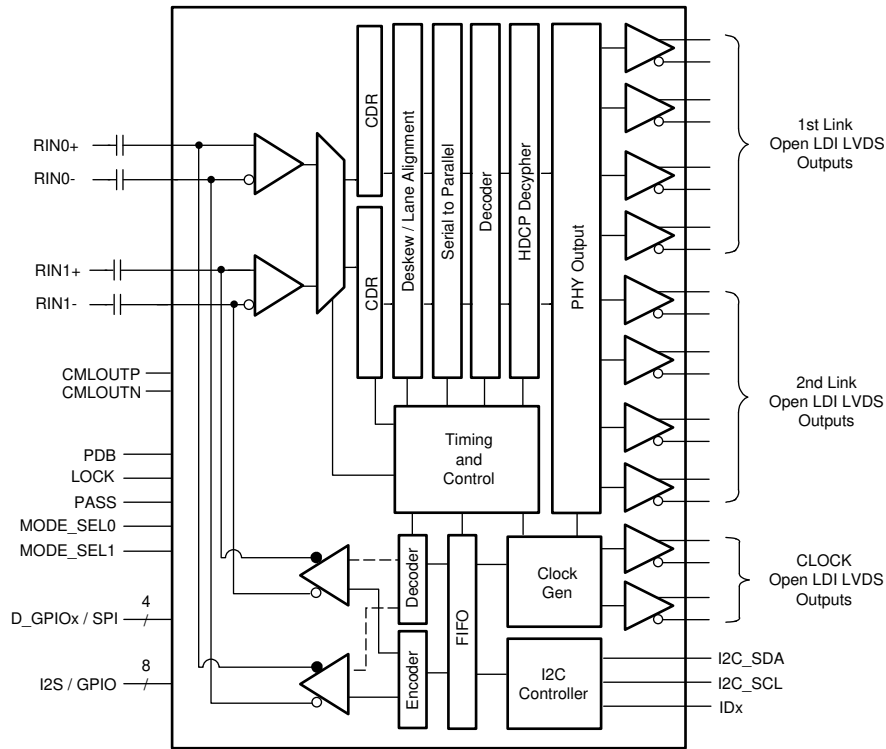 RIN0+
RIN0-
RIN1+
RIN1-
CMLOUTP
CMLOUTN
PDB
LOCK
PASS
MODE_SEL0
MODE_SEL1
4
D_GPIOx / SPI
8
I2S / GPIO
CDR
CDR
Deskew / Lane Alignment
Serial to Parallel
Decoder
HDCP Decypher
PHY Output
Timing
and
Control
Decoder
Encoder
FIFO
Clock
Gen
I2C
Controller
1st Link
Open LDI LVDS
Outputs
2nd Link
Open LDI LVDS
Outputs
CLOCK
Open LDI LVDS
Outputs
I2C_SDA
I2C_SCL
IDx